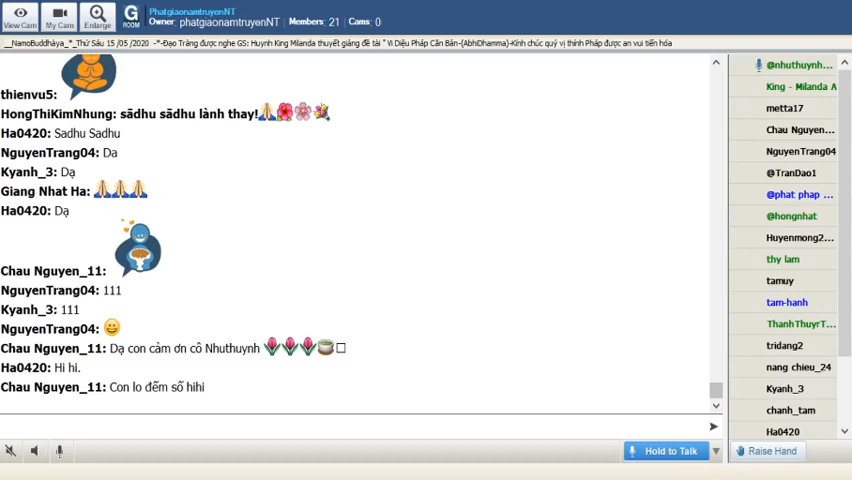 View Cam
My Cam
Enlarge
G
ROOM
PhatgiaonamtruyenNT
Owner: phatgiaonamtruyenNT Members: 21 Cams: 0
__NamoBuddhàya_*_Thứ Sáu 15 /05 /2020 -*-Đạo Tràng được nghe GS: Huynh King Milanda thuyết giảng đề tài " Vi Diệu Pháp Căn Bản-(AbhiDhamma)-Kính chúc quý vị thính Pháp được an vui tiến hóa
thienvu5:
HongThiKimNhung: sādhu sādhu lành thay!
Ha0420: Sadhu Sadhu
NguyenTrang04: Da
Kyanh_3: Dạ
Giang Nhat Ha:
Ha0420: Dạ
Chau Nguyen_11:
NguyenTrang04: 111
Kyanh_3: 111
NguyenTrang04:
Chau Nguyen_11: Dạ con cảm ơn cô Nhuthuynh
Ha0420: Hi hi.
Chau Nguyen_11: Con lo đếm số hihi
@nhuthuynh...
King - Milanda A
metta17
Chau Nguyen...
NguyenTrang04
@TranDao1
@phat phap ...
@hongnhat
Huyenmong2...
thy lam
tamuy
tam-hanh
ThanhThuyrT...
tridang2
nang chieu_24
Kyanh_3
chanh_tam
Ha0420
Hold to Talk
Raise Hand